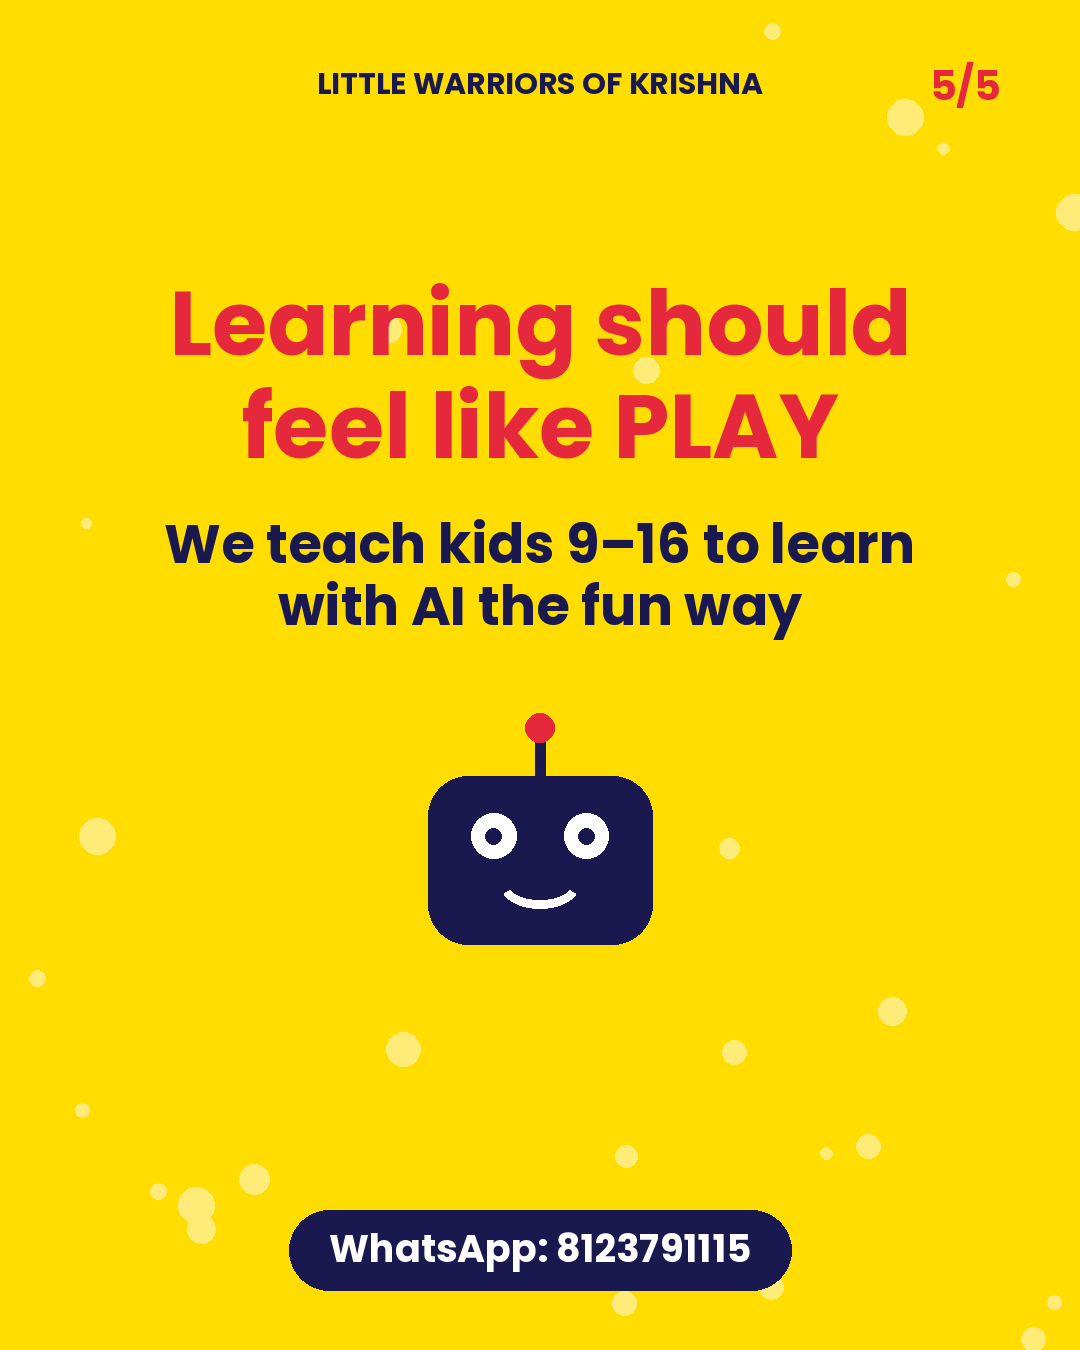 LITTLE WARRIORS OF KRISHNA
5/5
Learning should
feel like PLAY
We teach kids 9–16 to learn
with AI the fun way
WhatsApp: 8123791115